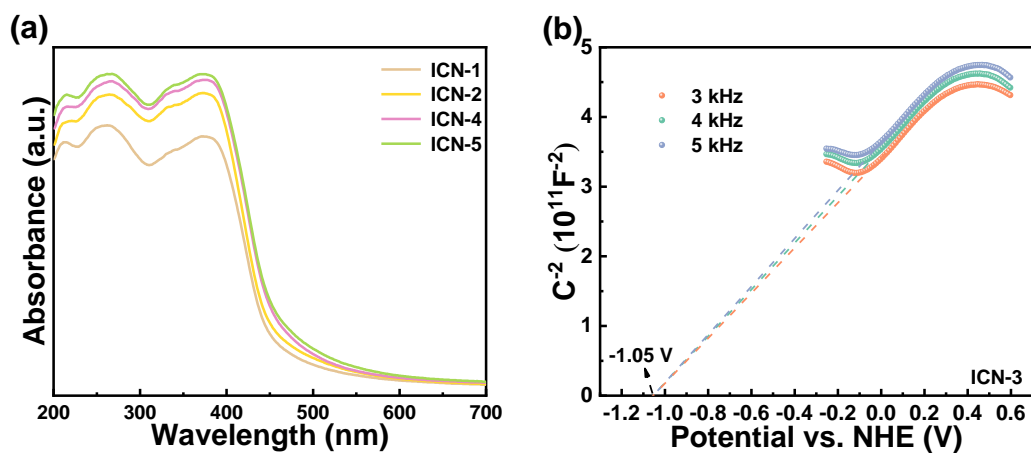 (a)
Absorbance (a.u.)
ICN-1
ICN-2
ICN-4
ICN-5
200 300 400 500 600 700
Wavelength (nm)
(b)
C⁻² (10¹¹F⁻²)
5
4
3
2
1
0
3 kHz
4 kHz
5 kHz
-1.05 V
ICN-3
-1.2 -1.0 -0.8 -0.6 -0.4 -0.2 0.0 0.2 0.4 0.6
Potential vs. NHE (V)